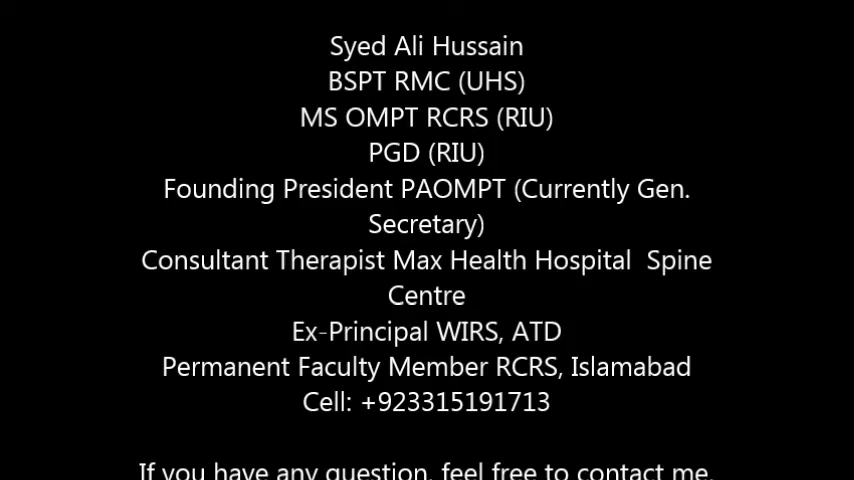 Syed Ali Hussain
BSPT RMC (UHS)
MS OMPT RCRS (RIU)
PGD (RIU)
Founding President PAOMPT (Currently Gen.
Secretary)
Consultant Therapist Max Health Hospital  Spine
Centre
Ex-Principal WIRS, ATD
Permanent Faculty Member RCRS, Islamabad
Cell: +923315191713
If you have any question, feel free to contact me.